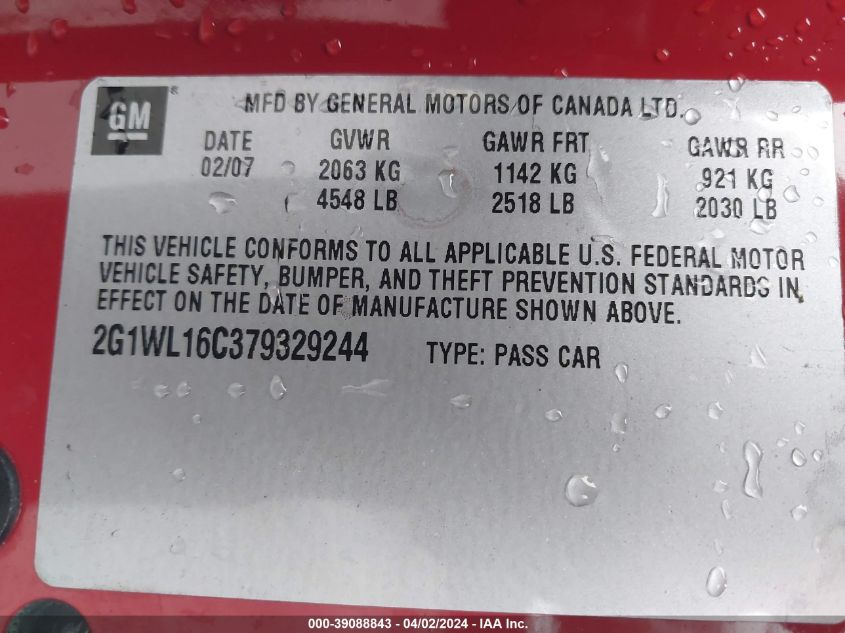 GM ® MFD BY GENERAL MOTORS OF CANADA LTD.
DATE GVWR GAWR FRT GAWR RR
02/07 2063 KG 1142 KG 921 KG
4548 LB 2518 LB 2030 LB
THIS VEHICLE CONFORMS TO ALL APPLICABLE U.S. FEDERAL MOTOR
VEHICLE SAFETY, BUMPER, AND THEFT PREVENTION STANDARDS IN
EFFECT ON THE DATE OF MANUFACTURE SHOWN ABOVE.
2G1WL16C379329244 TYPE: PASS CAR
000-39088843 - 04/02/2024 - IAA, Inc.